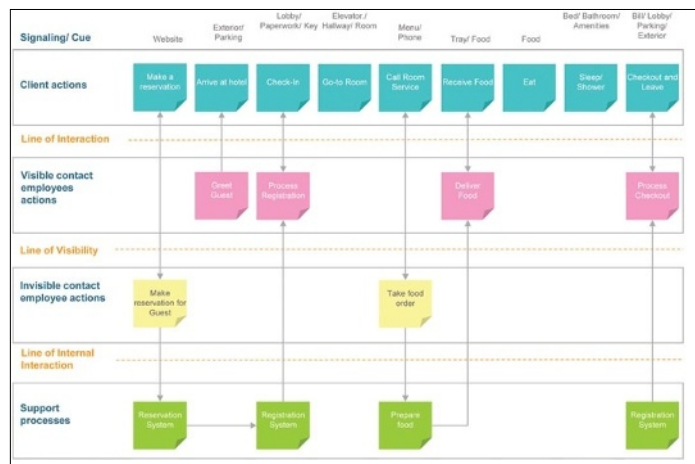 Signaling/ Cue
Website
Exterior/
Parking
Lobby/
Paperwork/ Key
Elevator./
Hallway/ Room
Menu/
Phone
Tray/ Food
Food
Bed/ Bathroom/
Amenities
Bill/ Lobby/
Parking/
Exterior
Client actions
Make a
reservation
Arrive at hotel
Check-In
Go-to Room
Call Room
Service
Receive Food
Eat
Sleep/
Shower
Checkout and
Leave
Line of Interaction
Visible contact
employees
actions
Greet
Guest
Process
Registration
Deliver
Food
Process
Checkout
Line of Visibility
Invisible contact
employee actions
Make
reservation for
Guest
Take food
order
Line of Internal
Interaction
Support
processes
Reservation
System
Registration
System
Prepare
food
Registration
System